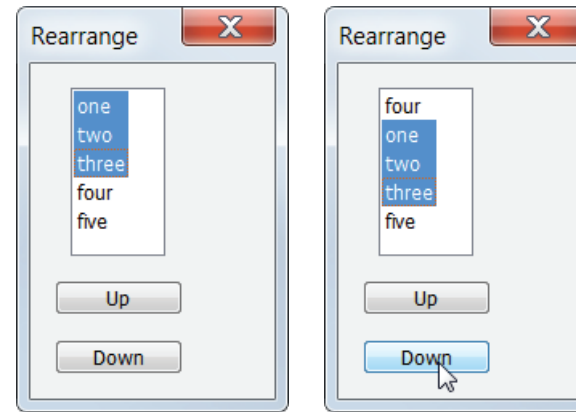 Rearrange
one
two
three
four
five
Up
Down
Rearrange
four
one
two
three
five
Up
Down